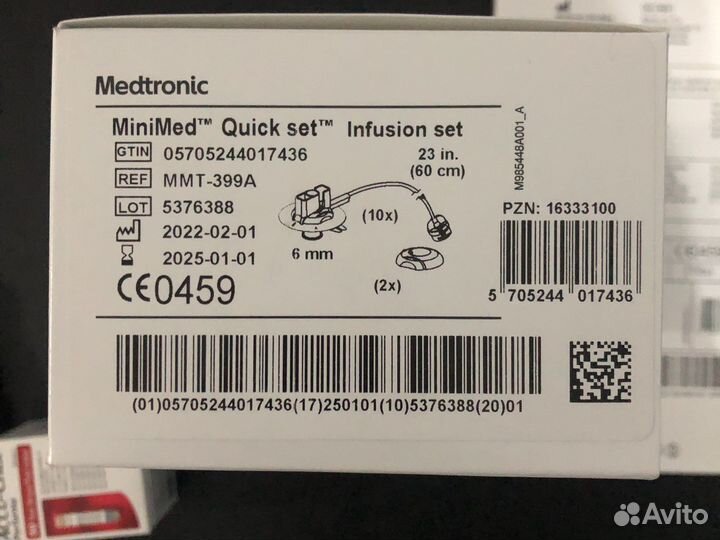 Medtronic
MiniMed™ Quick set™ Infusion set
GTIN 05705244017436
23 in.
(60 cm)
REF MMT-399A
LOT 5376388
(10x)
2022-02-01
2025-01-01
6 mm
(2x)
CE0459
M985448A001_A
PZN: 16333100
5 705244 017436
(01)05705244017436(17)250101(10)5376388(20)01
Avito